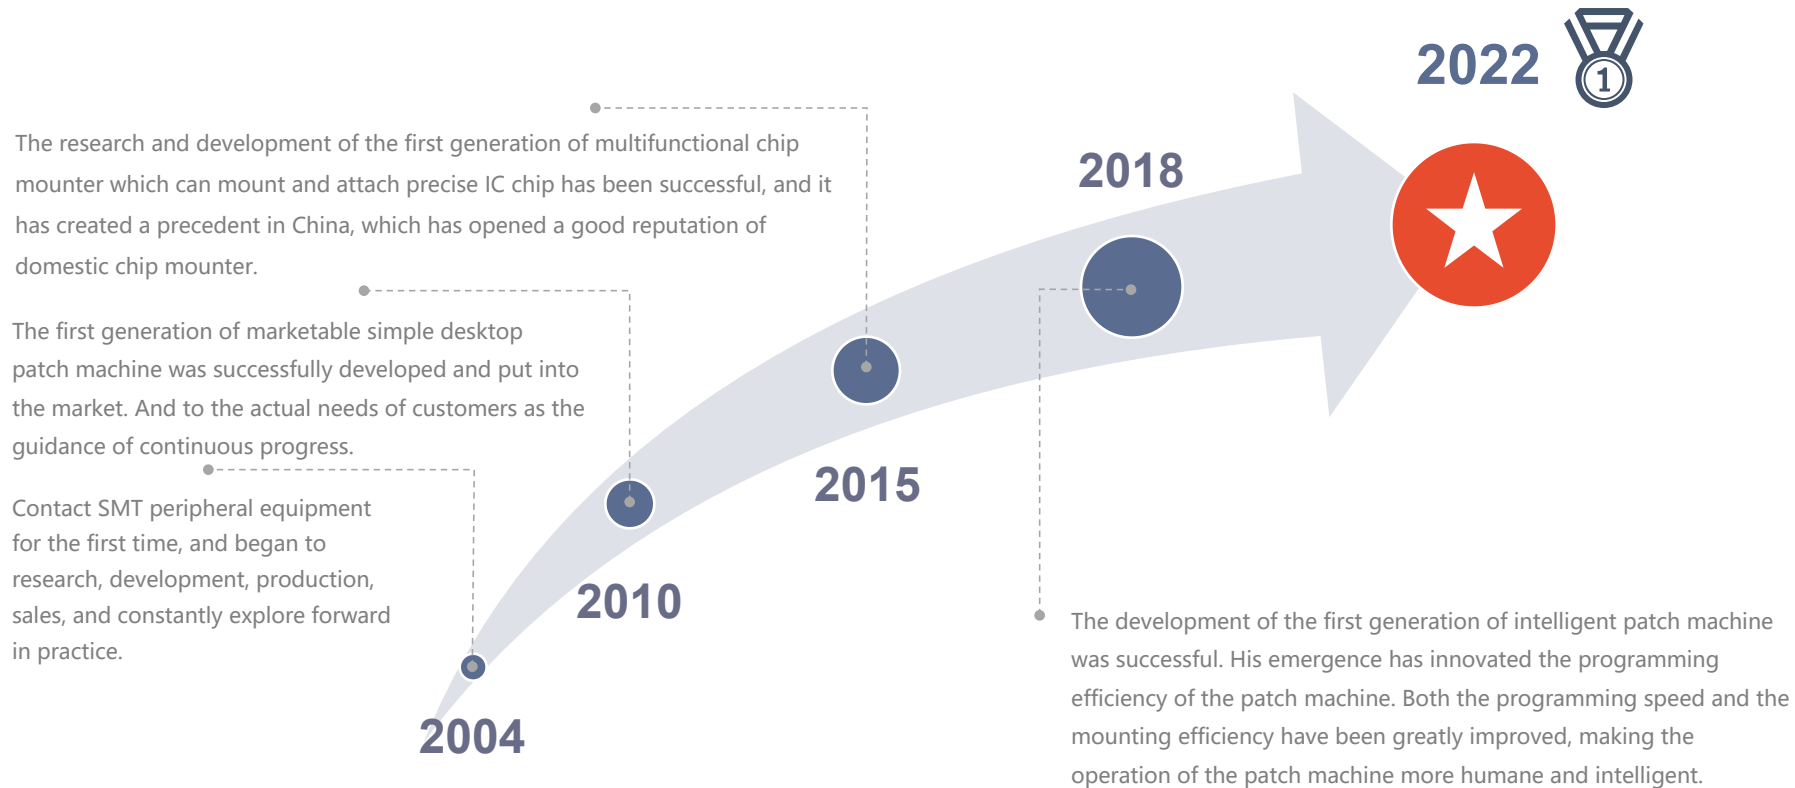 2022
1
The research and development of the first generation of multifunctional chip
mounter which can mount and attach precise IC chip has been successful, and it
has created a precedent in China, which has opened a good reputation of
domestic chip mounter.
2018
The first generation of marketable simple desktop
patch machine was successfully developed and put into
the market. And to the actual needs of customers as the
guidance of continuous progress.
2015
Contact SMT peripheral equipment
for the first time, and began to
research, development, production,
sales, and constantly explore forward
in practice.
2010
2004
The development of the first generation of intelligent patch machine
was successful. His emergence has innovated the programming
efficiency of the patch machine. Both the programming speed and the
mounting efficiency have been greatly improved, making the
operation of the patch machine more humane and intelligent.